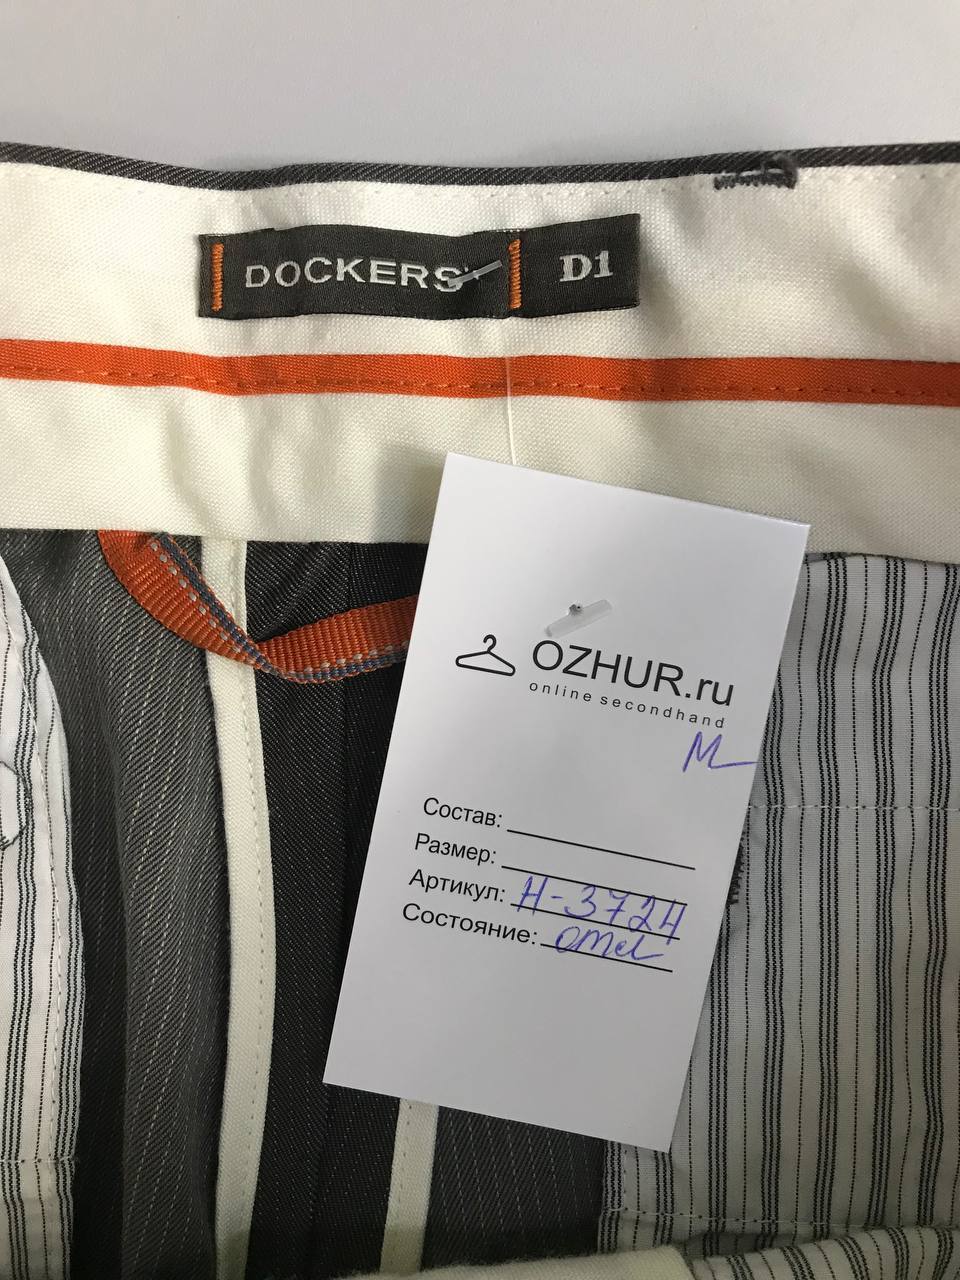 DOCKERS D1
OZHUR.ru
online secondhand
M
Состав:
Размер:
Артикул: Н-3724
Состояние: отл